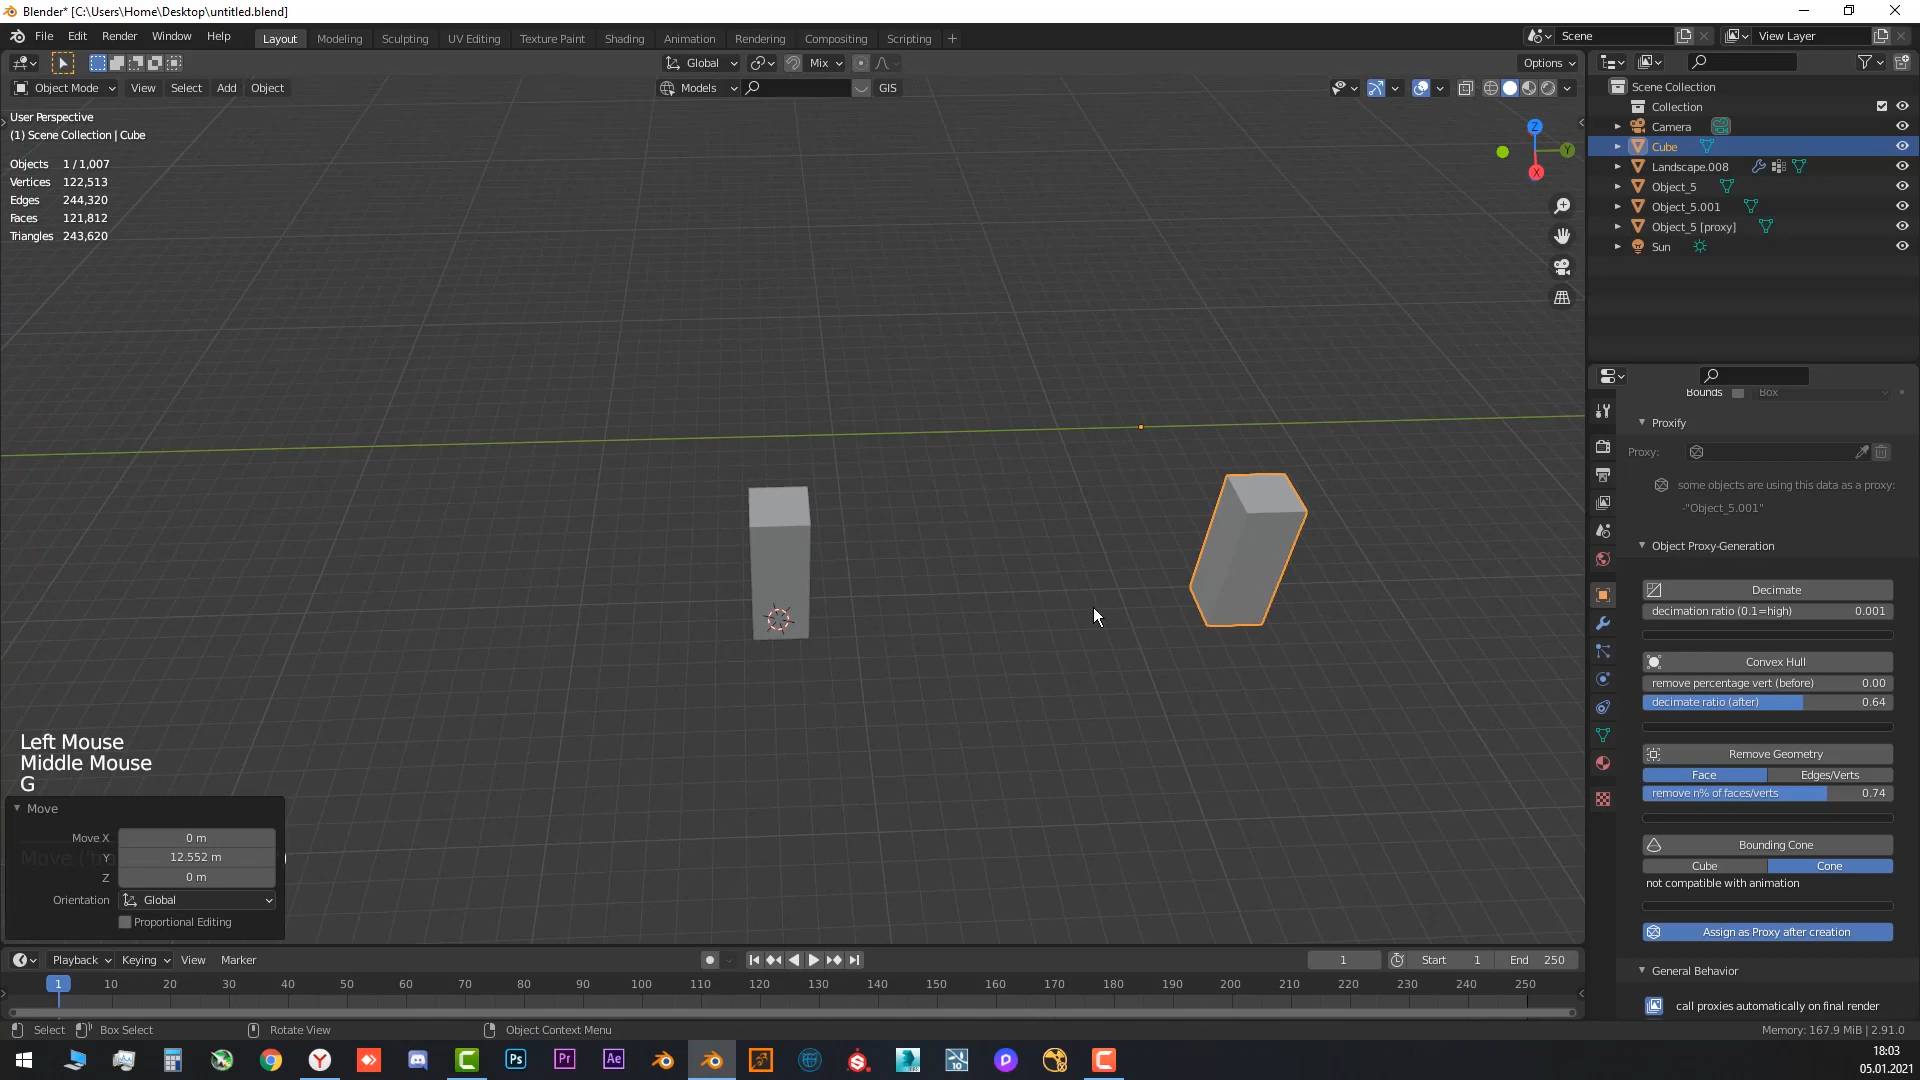 Blender* [C:\Users\Home\Desktop\untitled.blend]
File Edit Render Window Help Layout Modeling Sculpting UV Editing Texture Paint Shading Animation Rendering Compositing Scripting + Scene View Layer
Global Mix Options
Object Mode View Select Add Object Models GIS
User Perspective
(1) Scene Collection | Cube
Objects 1 / 1,007
Vertices 122,513
Edges 244,320
Faces 121,812
Triangles 243,620
Z
Y
X
Scene Collection
Collection
Camera
Cube
Landscape.008
Object_5
Object_5.001
Object_5 [proxy]
Sun
Bounds Box
Proxify
Proxy:
some objects are using this data as a proxy:
-"Object_5.001"
Object Proxy-Generation
Decimate
decimation ratio (0.1=high) 0.001
Convex Hull
remove percentage vert (before) 0.00
decimate ratio (after) 0.64
Remove Geometry
Face Edges/Verts
remove n% of faces/verts 0.74
Bounding Cone
Cube Cone
not compatible with animation
Assign as Proxy after creation
General Behavior
call proxies automatically on final render
Left Mouse
Middle Mouse
G
Move
Move X 0 m
Y 12.552 m
Z 0 m
Orientation Global
Proportional Editing
Playback Keying View Marker 1 Start 1 End 250
1 10 20 30 40 50 60 70 80 90 100 110 120 130 140 150 160 170 180 190 200 210 220 230 240 250
Select Box Select Rotate View Object Context Menu Memory: 167.9 MiB | 2.91.0
Ps Pr Ae
18:03
05.01.2021